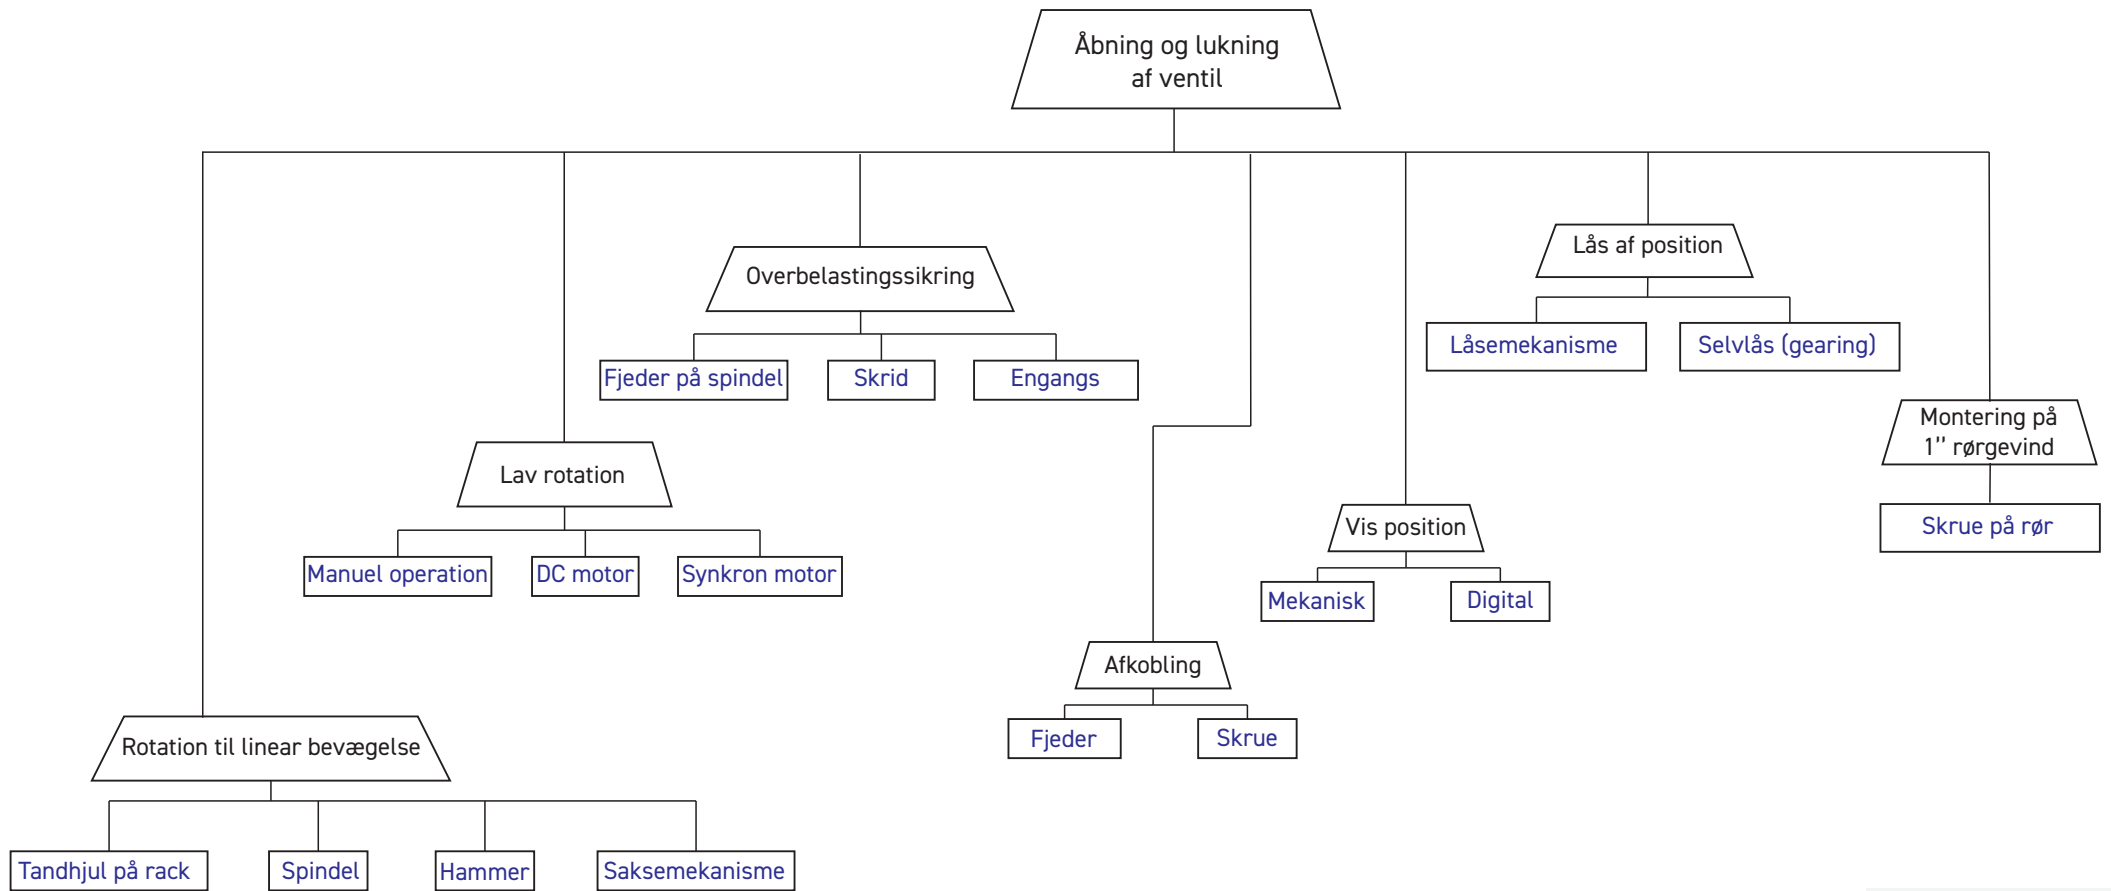 Åbning og lukning
af ventil
Lås af position
Overbelastingssikring
Låsemekanisme
Selvlås (gearing)
Fjeder på spindel
Skrid
Engangs
Montering på
1'' rørgevind
Lav rotation
Vis position
Skrue på rør
Manuel operation
DC motor
Synkron motor
Mekanisk
Digital
Afkobling
Fjeder
Skrue
Rotation til linear bevægelse
Tandhjul på rack
Spindel
Hammer
Saksemekanisme